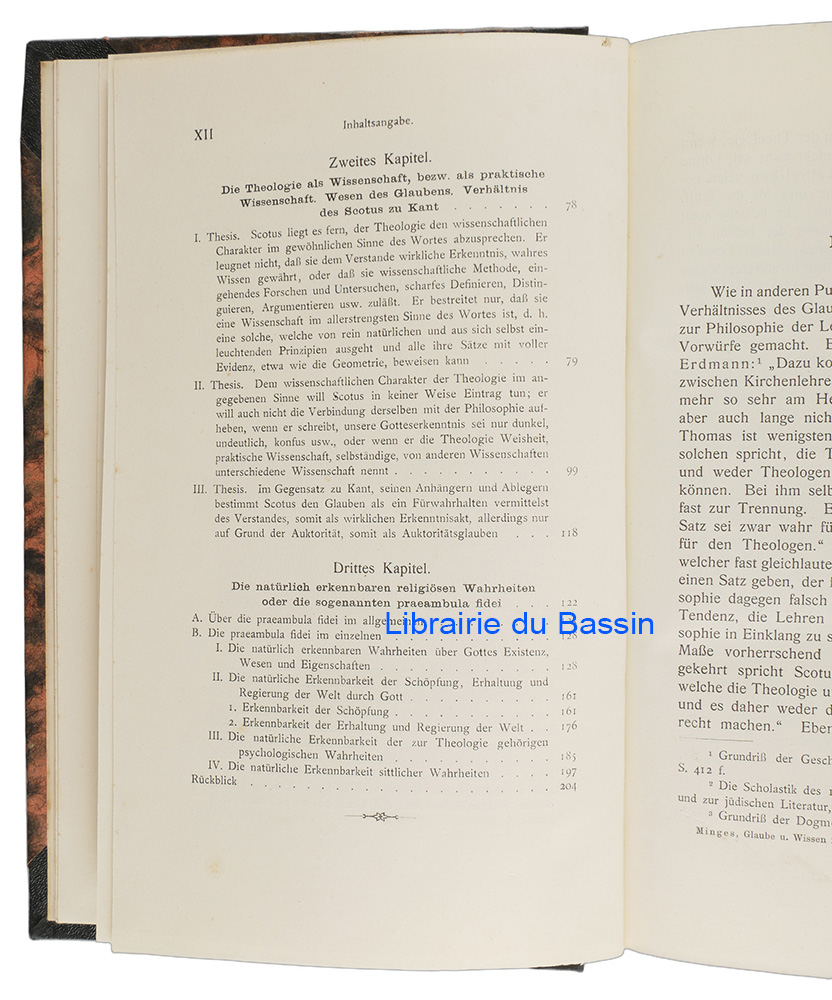 XII
Inhaltsangabe.
Zweites Kapitel.
Die Theologie als Wissenschaft, bezw. als praktische
Wissenschaft. Wesen des Glaubens. Verhältnis
des Scotus zu Kant . . . . . . . 78
I. Thesis. Scotus liegt es fern, der Theologie den wissenschaftlichen
Charakter im gewöhnlichen Sinne des Wortes abzusprechen. Er
leugnet nicht, daß sie dem Verstande wirkliche Erkenntnis, wahres
Wissen gewährt, oder daß sie wissenschaftliche Methode, ein-
gehendes Forschen und Untersuchen, scharfes Definieren, Distin-
guieren, Argumentieren usw. zuläßt. Er bestreitet nur, daß sie
eine Wissenschaft im allerstrengsten Sinne des Wortes ist, d. h.
eine solche, welche von rein natürlichen und aus sich selbst ein-
leuchtenden Prinzipien ausgeht und alle ihre Sätze mit voller
Evidenz, etwa wie die Geometrie, beweisen kann . . . . . 79
II. Thesis. Dem wissenschaftlichen Charakter der Theologie im an-
gegebenen Sinne will Scotus in keiner Weise Eintrag tun; er
will auch nicht die Verbindung derselben mit der Philosophie auf-
heben, wenn er schreibt, unsere Gotteserkenntnis sei nur dunkel,
undeutlich, konfus usw., oder wenn er die Theologie Weisheit,
praktische Wissenschaft, selbständige, von anderen Wissenschaften
unterschiedene Wissenschaft nennt . . . . . . . . . . . 99
III. Thesis. im Gegensatz zu Kant, seinen Anhängern und Ablegern
bestimmt Scotus den Glauben als ein Fürwahrhalten vermittelst
des Verstandes, somit als wirklichen Erkenntnisakt, allerdings nur
auf Grund der Auktorität, somit als Auktoritätsglauben . . . 118
Drittes Kapitel.
Die natürlich erkennbaren religiösen Wahrheiten
oder die sogenannten praeambula fidei . . . 122
A. Über die praeambula fidei im allgemeinen
B. Die praeambula fidei im einzelnen . . . . . . . 128
I. Die natürlich erkennbaren Wahrheiten über Gottes Existenz,
Wesen und Eigenschaften . . . . . . . . . . . 128
II. Die natürliche Erkennbarkeit der Schöpfung, Erhaltung und
Regierung der Welt durch Gott . . . . . . . . . 161
1. Erkennbarkeit der Schöpfung . . . . . . . . . 161
2. Erkennbarkeit der Erhaltung und Regierung der Welt . . 176
III. Die natürliche Erkennbarkeit der zur Theologie gehörigen
psychologischen Wahrheiten . . . . . . . . . . 185
IV. Die natürliche Erkennbarkeit sittlicher Wahrheiten . . . . 197
Rückblick . . . . . . . . . . . . . . . . . . 204
Librairie du Bassin
Wie in anderen Pu
Verhältnisses des Glau
zur Philosophie der Le
Vorwürfe gemacht. E
Erdmann:¹ „Dazu ko
zwischen Kirchenlehre
mehr so sehr am He
aber auch lange nich
Thomas ist wenigsten
solchen spricht, die T
und weder Theologen
können. Bei ihm selb
fast zur Trennung. E
Satz sei zwar wahr fü
für den Theologen.“
welcher fast gleichlaute
einen Satz geben, der f
sophie dagegen falsch
Tendenz, die Lehren
sophie in Einklang zu s
Maße vorherrschend
gekehrt spricht Scotu
welche die Theologie u
und es daher weder d
recht machen.“ Eben
¹ Grundriß der Gesch
S. 412 f.
² Die Scholastik des
und zur jüdischen Literatur,
³ Grundriß der Dogm
Minges, Glaube u. Wissen